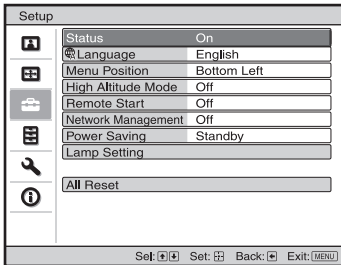 Setup
Status On
Language English
Menu Position Bottom Left
High Altitude Mode Off
Remote Start Off
Network Management Off
Power Saving Standby
Lamp Setting
All Reset
Sel: Set: Back: Exit: MENU